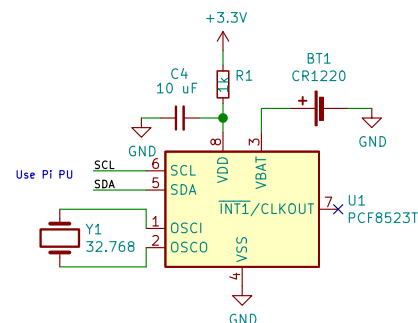 +3.3V
BT1
CR1220
C4
10 uF
R1
1k
GND
GND
8
3
VDD
VBAT
Use Pi PU
SCL
6
SCL
SDA
5
SDA
INT1/CLKOUT
7
U1
PCF8523T
Y1
32.768
1
OSCI
2
OSCO
VSS
4
GND